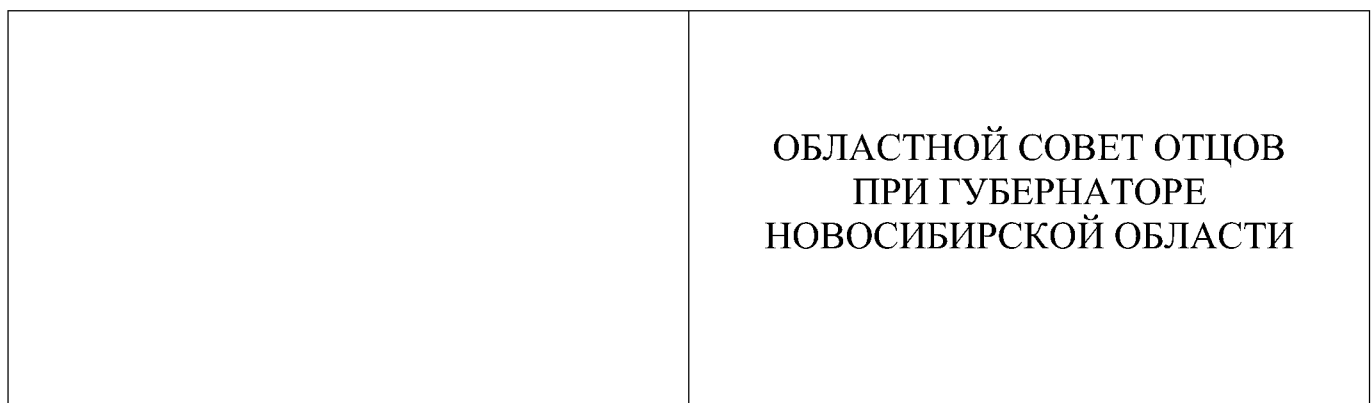 ОБЛАСТНОЙ СОВЕТ ОТЦОВ
ПРИ ГУБЕРНАТОРЕ
НОВОСИБИРСКОЙ ОБЛАСТИ